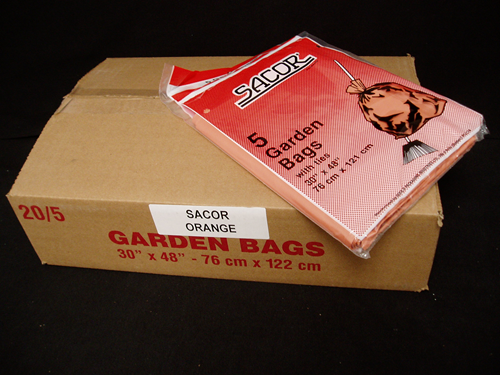 SACOR
5
Garden
Bags
with ties
30" x 48"
76 cm x 121 cm
20/5
SACOR
ORANGE
GARDEN BAGS
30" x 48" - 76 cm x 122 cm